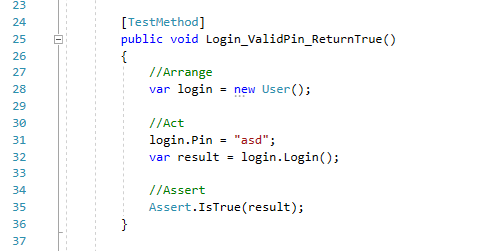 23
24 [TestMethod]
25 public void Login_ValidPin_ReturnTrue()
26 {
27 //Arrange
28 var login = new User();
29
30 //Act
31 login.Pin = "asd";
32 var result = login.Login();
33
34 //Assert
35 Assert.IsTrue(result);
36 }
37